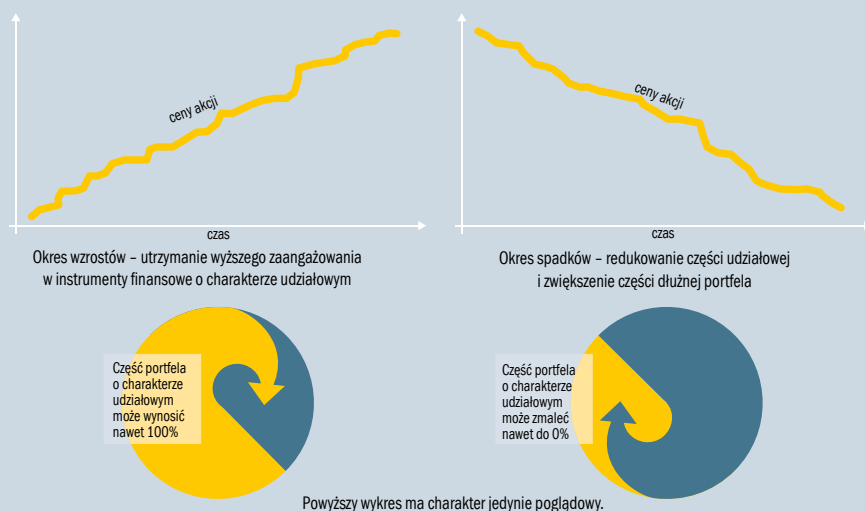 ceny akcji
czas
Okres wzrostów – utrzymanie wyższego zaangażowania
w instrumenty finansowe o charakterze udziałowym
Część portfela
o charakterze
udziałowym
może wynosić
nawet 100%
ceny akcji
czas
Okres spadków – redukowanie części udziałowej
i zwiększenie części dłużnej portfela
Część portfela
o charakterze
udziałowym
może zmaleć
nawet do 0%
Powyższy wykres ma charakter jedynie poglądowy.